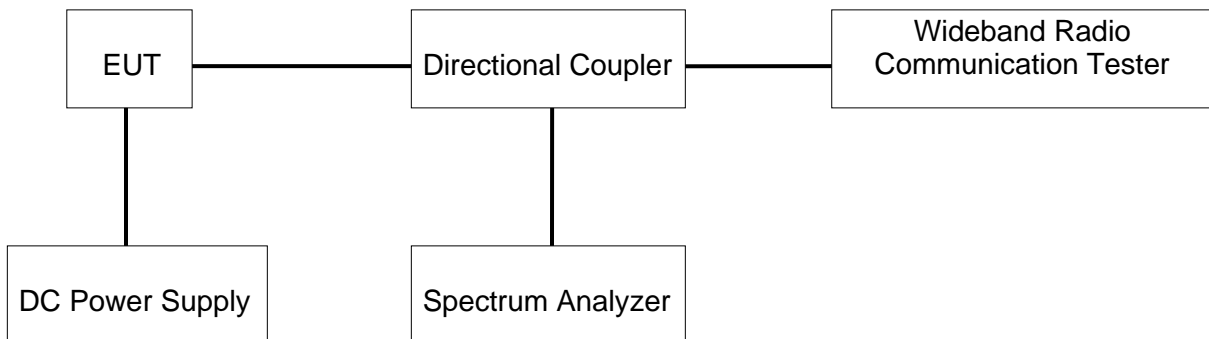 EUT
Directional Coupler
Wideband Radio
Communication Tester
DC Power Supply
Spectrum Analyzer